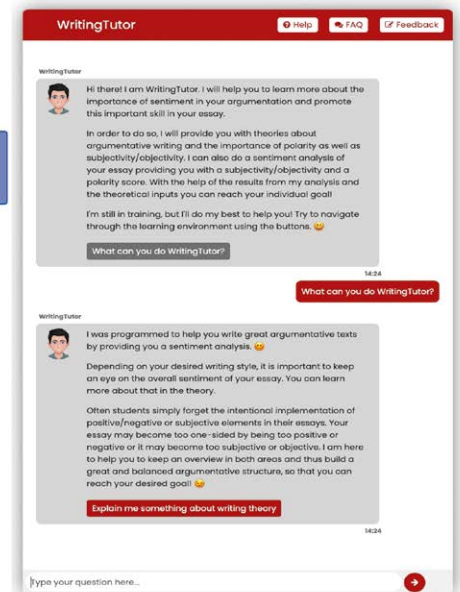 WritingTutor
Help
FAQ
Feedback
WritingTutor
Hi there! I am WritingTutor. I will help you to learn more about the
importance of sentiment in your argumentation and promote
this important skill in your essay.
In order to do so, I will provide you with theories about
argumentative writing and the importance of polarity as well as
subjectivity/objectivity. I can also do a sentiment analysis of
your essay providing you with a subjectivity/objectivity and a
polarity score. With the help of the results from my analysis and
the theoretical inputs you can reach your individual goal!
I'm still in training, but I'll do my best to help you! Try to navigate
through the learning environment using the buttons. 😀
What can you do WritingTutor?
14:24
What can you do WritingTutor?
WritingTutor
I was programmed to help you write great argumentative texts
by providing you a sentiment analysis. 😊
Depending on your desired writing style, it is important to keep
an eye on the overall sentiment of your essay. You can learn
more about that in the theory.
Often students simply forget the intentional implementation of
positive/negative or subjective elements in their essays. Your
essay may become too one-sided by being too positive or
negative or it may become too subjective or objective. I am here
to help you to keep an overview in both areas and thus build a
great and balanced argumentative structure, so that you can
reach your desired goal! 😉
Explain me something about writing theory
14:24
Type your question here...